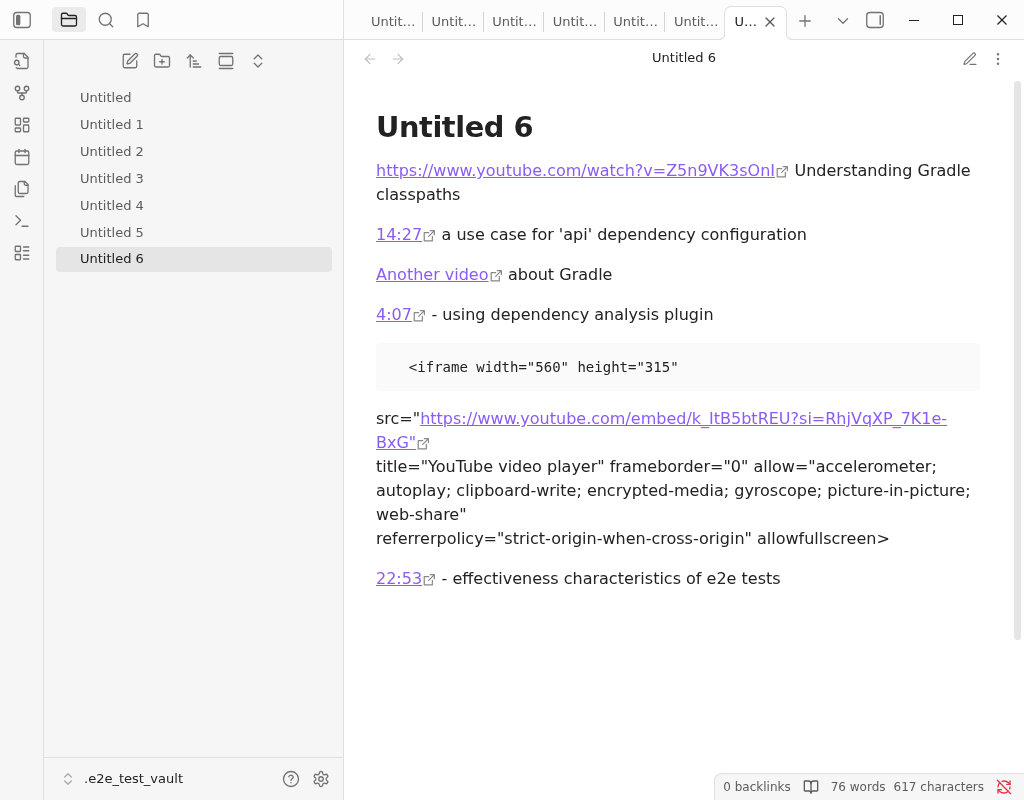 Untit...
Untit...
Untit...
Untit...
Untit...
Untit...
U...
Untitled 6
Untitled
Untitled 1
Untitled 2
Untitled 3
Untitled 4
Untitled 5
Untitled 6
Untitled 6
https://www.youtube.com/watch?v=Z5n9VK3sOnI Understanding Gradle
classpaths
14:27 a use case for 'api' dependency configuration
Another video about Gradle
4:07 - using dependency analysis plugin
<iframe width="560" height="315"
src="https://www.youtube.com/embed/k_ItB5btREU?si=RhjVqXP_7K1e-
BxG"
title="YouTube video player" frameborder="0" allow="accelerometer;
autoplay; clipboard-write; encrypted-media; gyroscope; picture-in-picture;
web-share"
referrerpolicy="strict-origin-when-cross-origin" allowfullscreen>
22:53 - effectiveness characteristics of e2e tests
.e2e_test_vault
0 backlinks 76 words 617 characters